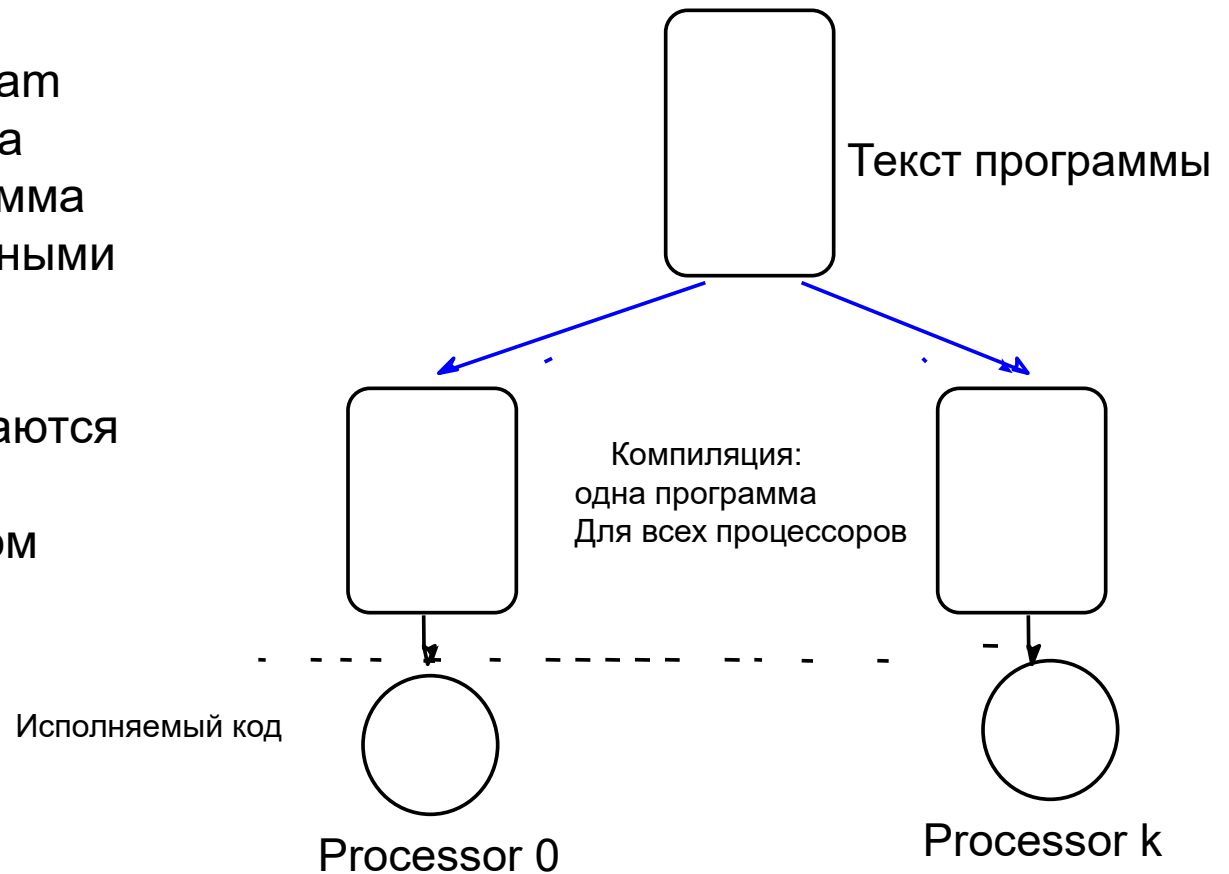 am
а
мма
ными
аются
ом
Текст программы
Компиляция:
одна программа
Для всех процессоров
Исполняемый код
Processor 0
Processor k